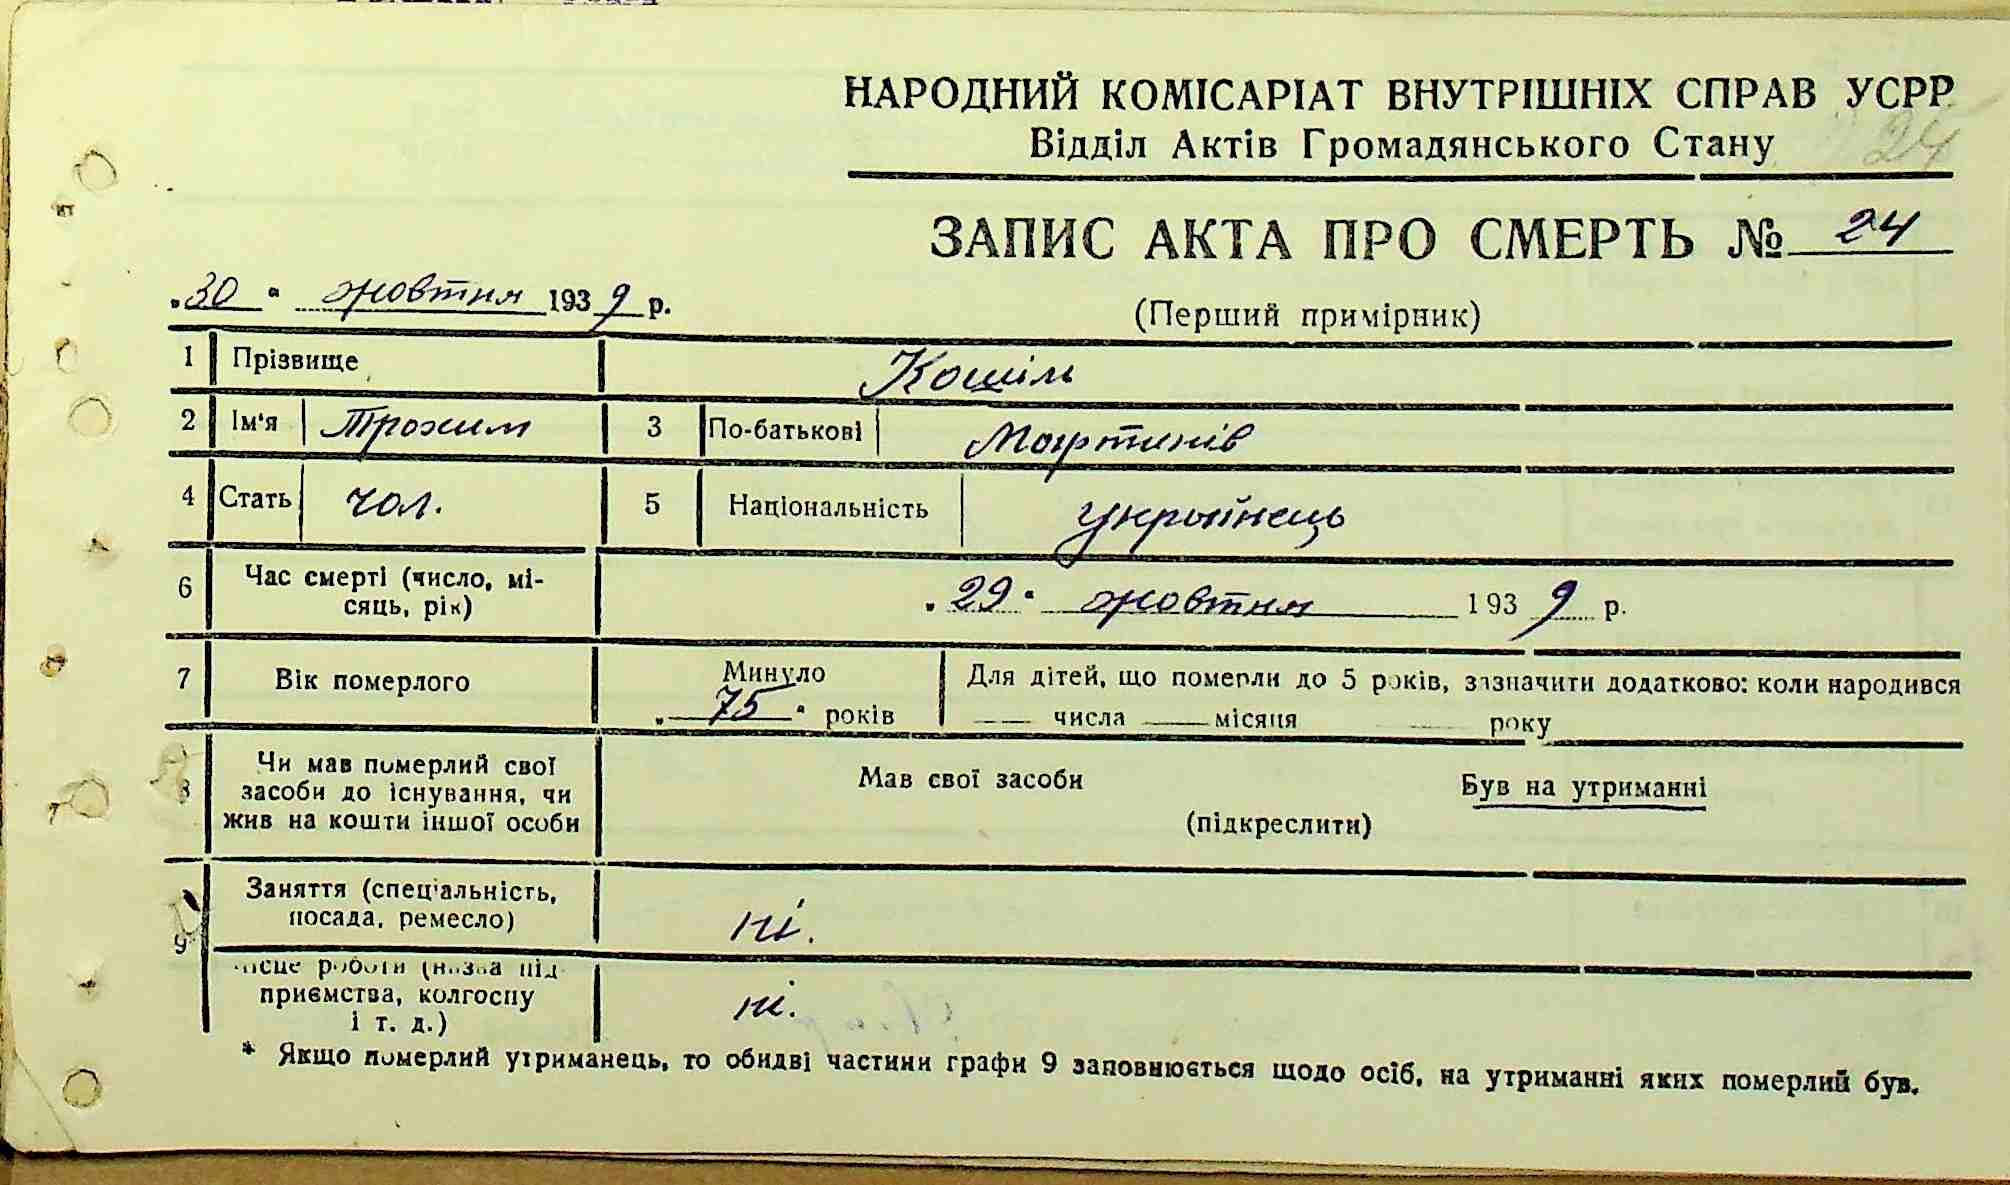 НАРОДНИЙ КОМІСАРІАТ ВНУТРІШНІХ СПРАВ УСРР
Відділ Актів Громадянського Стану
24
ЗАПИС АКТА ПРО СМЕРТЬ № 24
„30“ жовтня 1939 р.
(Перший примірник)
1 Прізвище Кошіль
2 Ім'я Трохим 3 По-батькові Мартинів
4 Стать чол. 5 Національність українець
6 Час смерті (число, мі-
сяць, рік) „29“ жовтня 1939 р.
7 Вік померлого Минуло „75“ років Для дітей, що померли до 5 років, зазначити додатково: коли народився
— числа — місяця — року
8 Чи мав померлий свої
засоби до існування, чи
жив на кошти іншої особи
Мав свої засоби Був на утриманні
(підкреслити)
9 Заняття (спеціальність,
посада, ремесло) ні.
Місце роботи (назва під-
приємства, колгоспу
і т. д.) ні.
* Якщо померлий утриманець, то обидві частини графи 9 заповнюється щодо осіб, на утриманні яких померлий був.